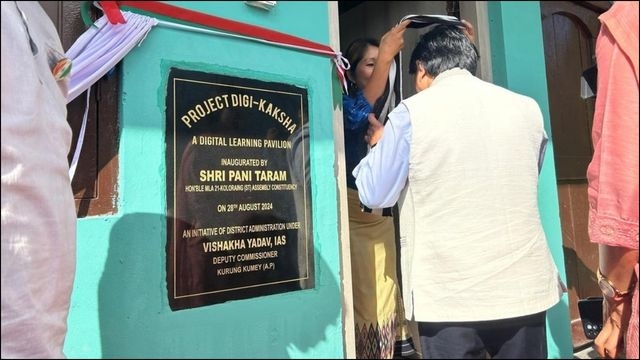 PROJECT DIGI-KAKSHA
A DIGITAL LEARNING PAVILION
INAUGURATED BY
SHRI PANI TARAM
HON'BLE MLA 21-KOLORAING (ST) ASSEMBLY CONSTITUENCY
ON 28TH AUGUST 2024
AN INITIATIVE OF DISTRICT ADMINISTRATION UNDER
VISHAKHA YADAV, IAS
DEPUTY COMMISSIONER
KURUNG KUMEY (A.P)